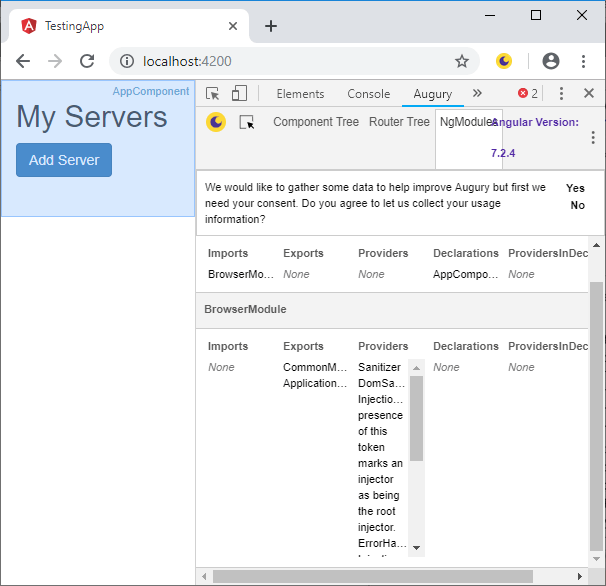 TestingApp
localhost:4200
AppComponent
My Servers
Add Server
Elements Console Augury 2
Component Tree Router Tree NgModules Angular Version:
7.2.4
We would like to gather some data to help improve Augury but first we
need your consent. Do you agree to let us collect your usage
information?
Yes
No
Imports Exports Providers Declarations ProvidersInDec
BrowserMo... None None AppCompo... None
BrowserModule
Imports Exports Providers Declarations ProvidersInDec
None CommonM... Sanitizer None None
Application... DomSa...
Injectio...
presence
of this
token
marks an
injector
as being
the root
injector.
ErrorHa...